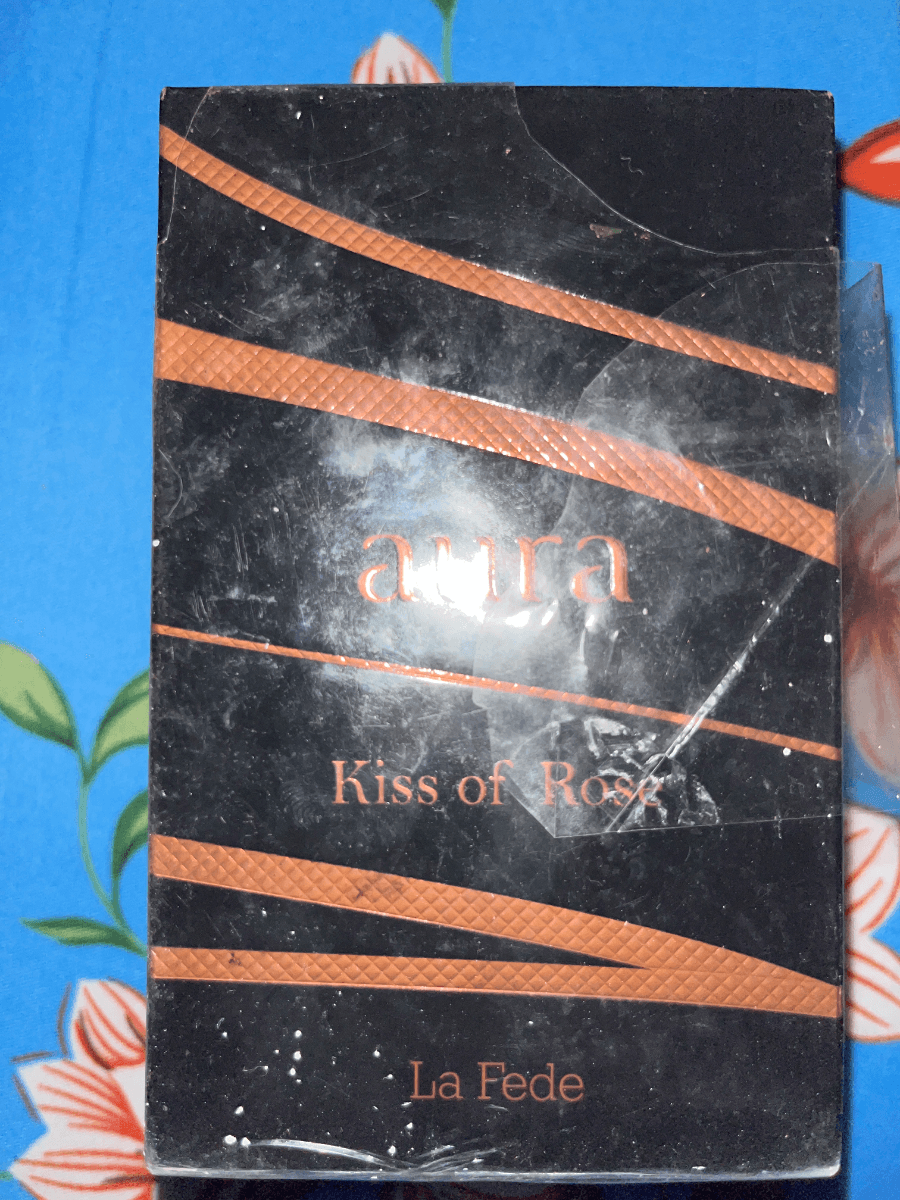 aura
Kiss of Rose
La Fede